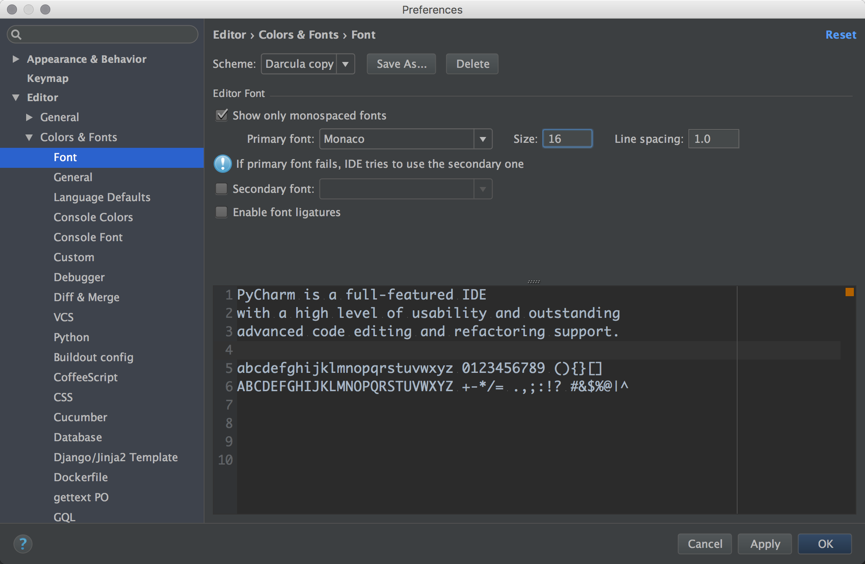 Preferences
Editor › Colors & Fonts › Font
Reset
Appearance & Behavior
Keymap
Editor
General
Colors & Fonts
Font
General
Language Defaults
Console Colors
Console Font
Custom
Debugger
Diff & Merge
VCS
Python
Buildout config
CoffeeScript
CSS
Cucumber
Database
Django/Jinja2 Template
Dockerfile
gettext PO
GQL
Scheme: Darcula copy Save As... Delete
Editor Font
Show only monospaced fonts
Primary font: Monaco Size: 16 Line spacing: 1.0
If primary font fails, IDE tries to use the secondary one
Secondary font:
Enable font ligatures
1 PyCharm is a full-featured IDE
2 with a high level of usability and outstanding
3 advanced code editing and refactoring support.
4
5 abcdefghijklmnopqrstuvwxyz 0123456789 (){}[]
6 ABCDEFGHIJKLMNOPQRSTUVWXYZ +-*/= .,;:!? #&$%@|^
7
8
9
10
? Cancel Apply OK